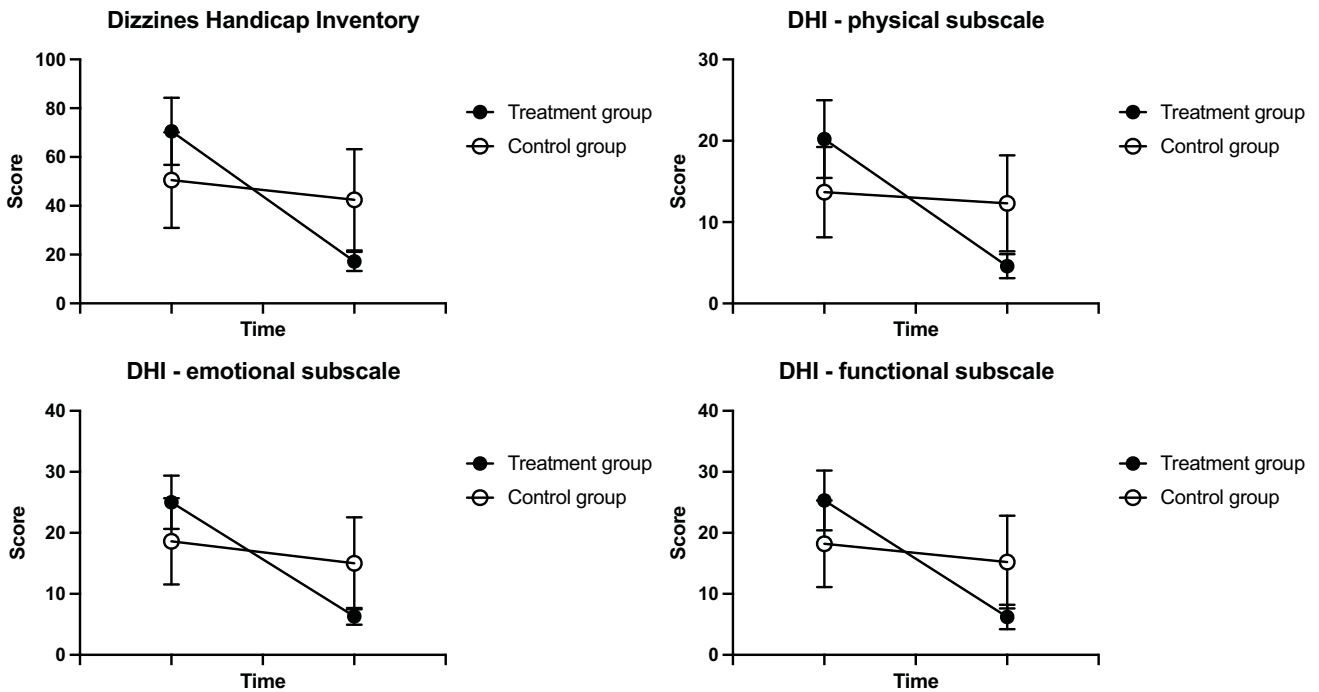 Dizzines Handicap Inventory
100
80
60
40
20
0
Score
Time
Treatment group
Control group
DHI - physical subscale
30
20
10
0
Score
Time
Treatment group
Control group
DHI - emotional subscale
40
30
20
10
0
Score
Time
Treatment group
Control group
DHI - functional subscale
40
30
20
10
0
Score
Time
Treatment group
Control group